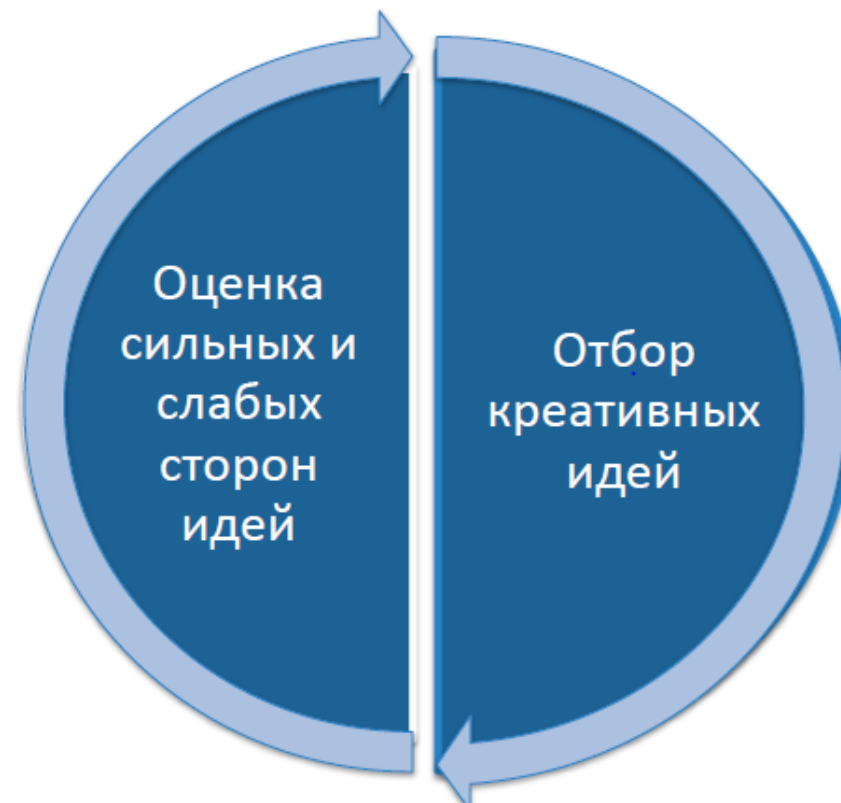 Оценка
сильных и
слабых
сторон
идей
Отбор
креативных
идей